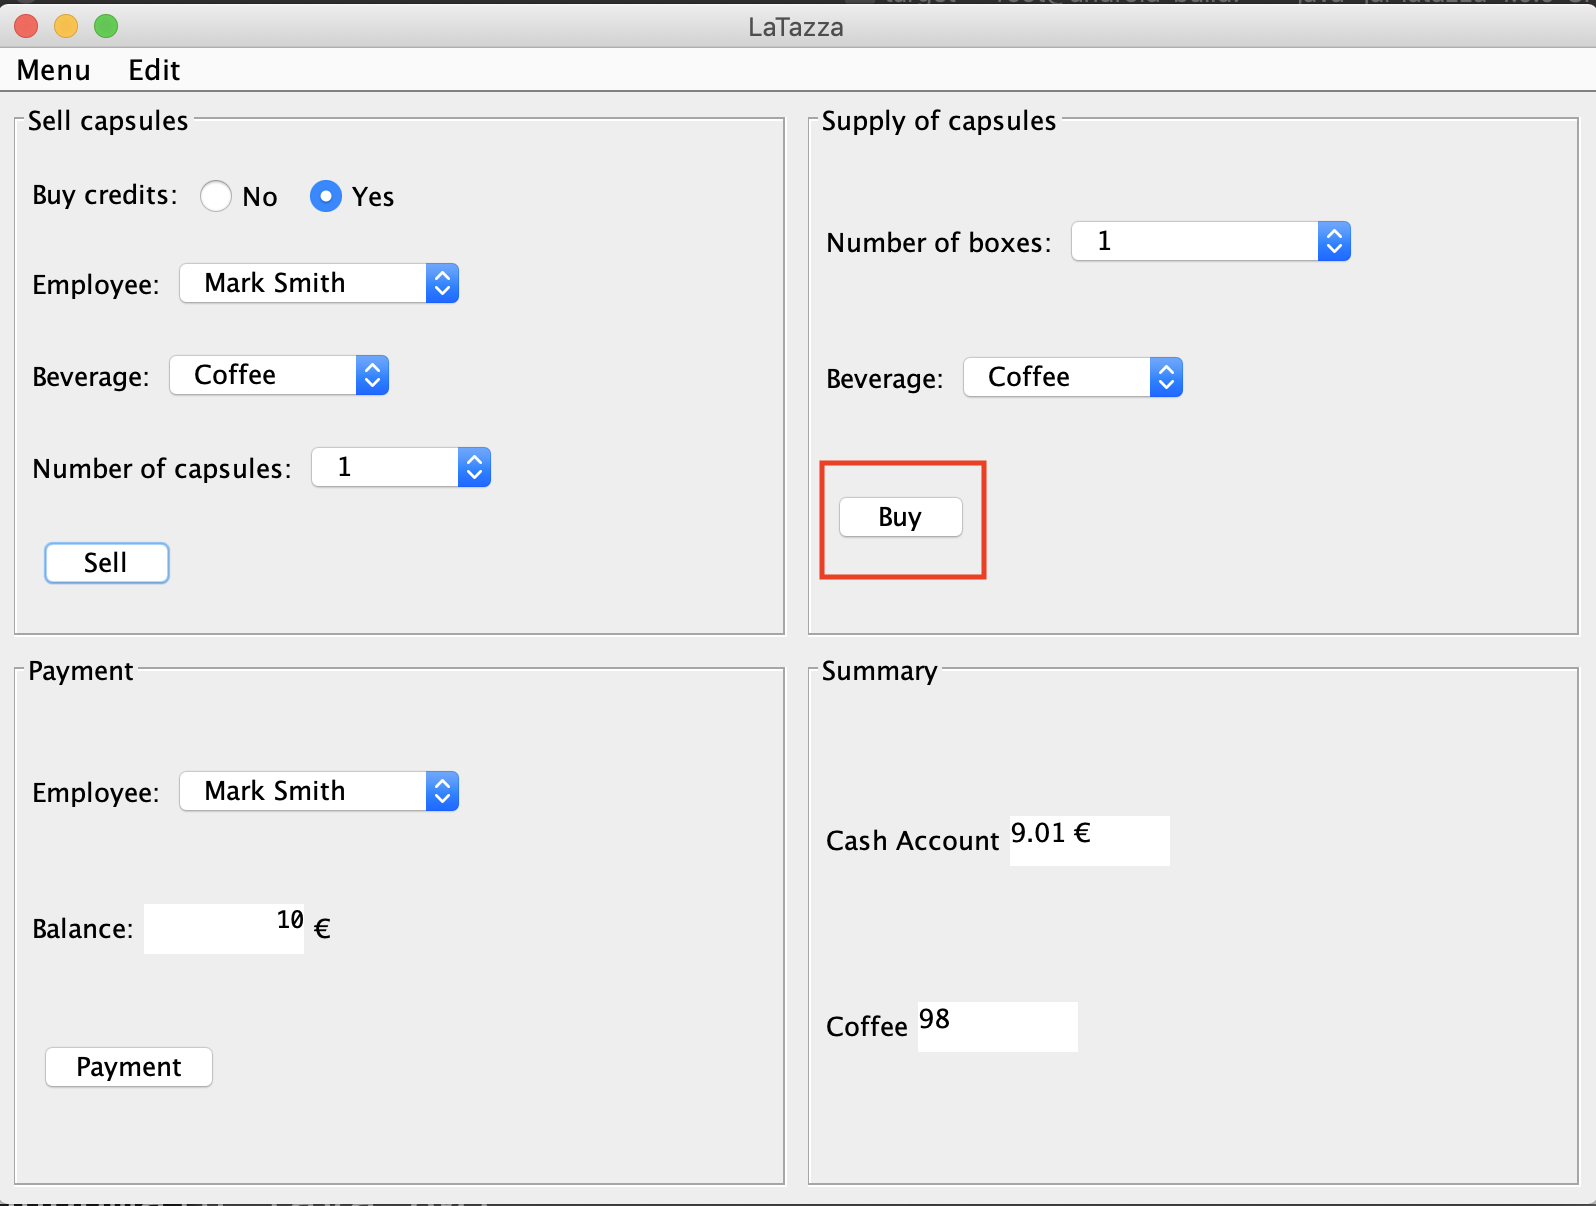 LaTazza
Menu Edit
Sell capsules
Buy credits: No Yes
Employee: Mark Smith
Beverage: Coffee
Number of capsules: 1
Sell
Supply of capsules
Number of boxes: 1
Beverage: Coffee
Buy
Payment
Employee: Mark Smith
Balance: 10 €
Payment
Summary
Cash Account 9.01 €
Coffee 98